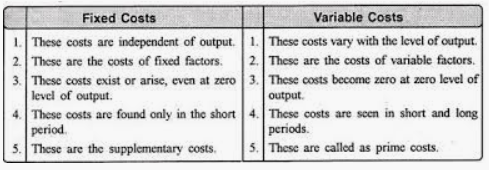 Fixed Costs
1. These costs are independent of output.
2. These are the costs of fixed factors.
3. These costs exist or arise, even at zero
level of output.
4. These costs are found only in the short
period.
5. These are the supplementary costs.
Variable Costs
1. These costs vary with the level of output.
2. These are the costs of variable factors.
3. These costs become zero at zero level of
output.
4. These costs are seen in short and long
periods.
5. These are called as prime costs.